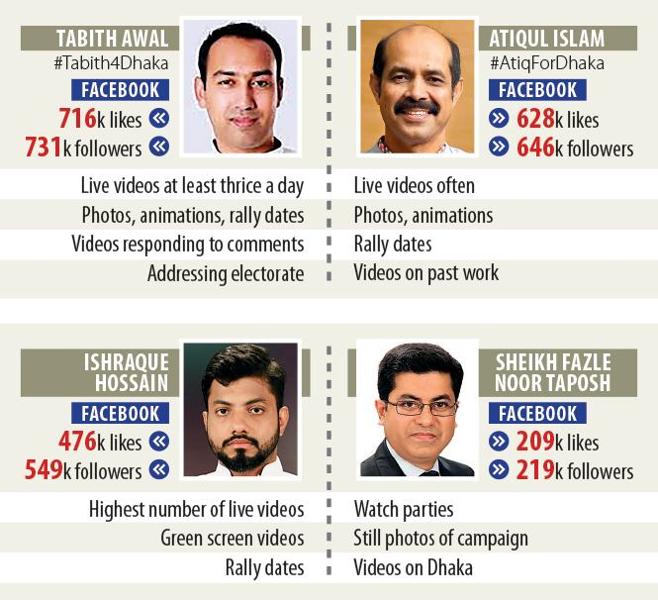 TABITH AWAL
#Tabith4Dhaka
FACEBOOK
716k likes
731k followers
Live videos at least thrice a day
Photos, animations, rally dates
Videos responding to comments
Addressing electorate
ATIQUL ISLAM
#AtiqForDhaka
FACEBOOK
628k likes
646k followers
Live videos often
Photos, animations
Rally dates
Videos on past work
ISHRAQUE
HOSSAIN
FACEBOOK
476k likes
549k followers
Highest number of live videos
Green screen videos
Rally dates
SHEIKH FAZLE
NOOR TAPOSH
FACEBOOK
209k likes
219k followers
Watch parties
Still photos of campaign
Videos on Dhaka